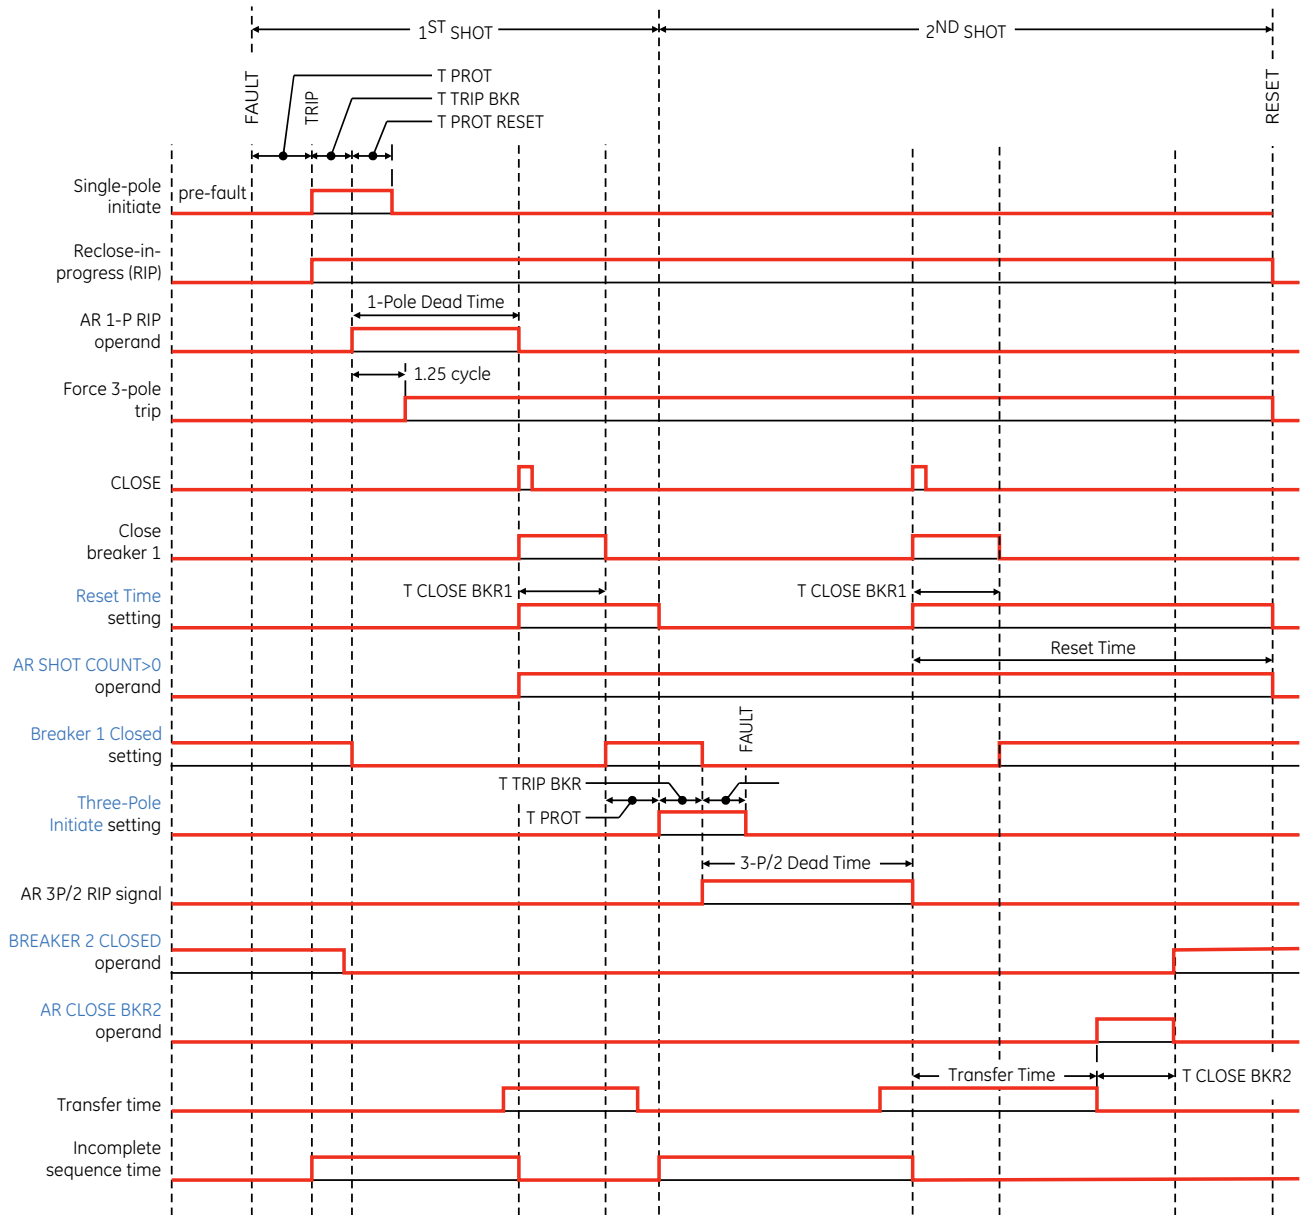 1ST SHOT
2ND SHOT
FAULT
TRIP
T PROT
T TRIP BKR
T PROT RESET
RESET
Single-pole
initiate
pre-fault
Reclose-in-
progress (RIP)
1-Pole Dead Time
AR 1-P RIP
operand
1.25 cycle
Force 3-pole
trip
CLOSE
Close
breaker 1
Reset Time
setting
T CLOSE BKR1
T CLOSE BKR1
Reset Time
AR SHOT COUNT>0
operand
Breaker 1 Closed
setting
FAULT
T TRIP BKR
T PROT
Three-Pole
Initiate setting
3-P/2 Dead Time
AR 3P/2 RIP signal
BREAKER 2 CLOSED
operand
AR CLOSE BKR2
operand
Transfer Time
T CLOSE BKR2
Transfer time
Incomplete
sequence time